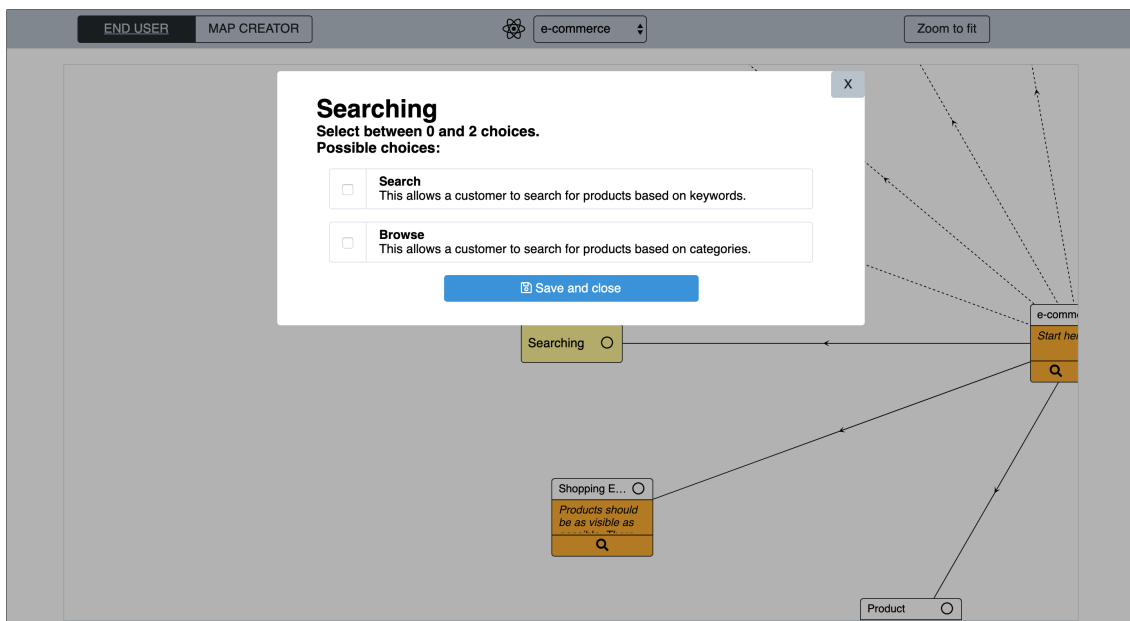 END USER
MAP CREATOR
e-commerce
Zoom to fit
X
Searching
Select between 0 and 2 choices.
Possible choices:
Search
This allows a customer to search for products based on keywords.
Browse
This allows a customer to search for products based on categories.
Save and close
e-comm
Start her
Searching
Shopping E...
Products should
be as visible as
Product